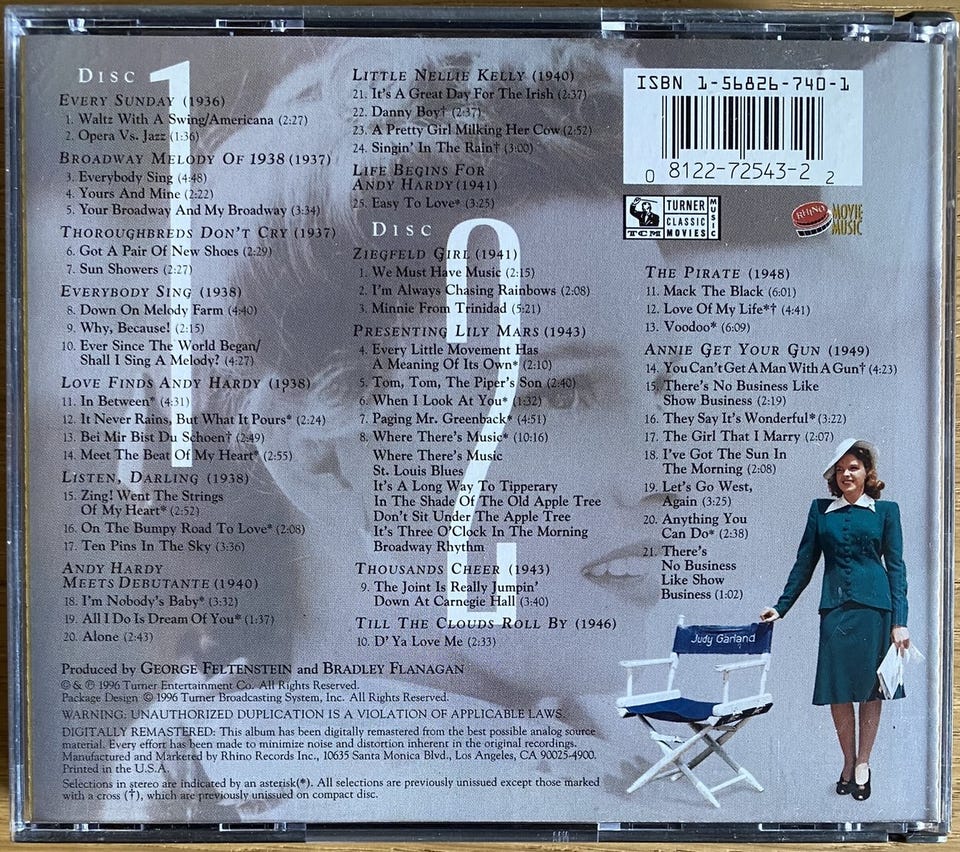 DISC 1
EVERY SUNDAY (1936)
1. Waltz With A Swing/Americana (2:27)
2. Opera Vs. Jazz (1:36)
BROADWAY MELODY OF 1938 (1937)
3. Everybody Sing (4:48)
4. Yours And Mine (2:22)
5. Your Broadway And My Broadway (3:34)
THOROUGHBREDS DON'T CRY (1937)
6. Got A Pair Of New Shoes (2:29)
7. Sun Showers (2:27)
EVERYBODY SING (1938)
8. Down On Melody Farm (4:40)
9. Why, Because! (2:15)
10. Ever Since The World Began/
Shall I Sing A Melody? (4:27)
LOVE FINDS ANDY HARDY (1938)
11. In Between* (4:31)
12. It Never Rains, But What It Pours* (2:24)
13. Bei Mir Bist Du Schoen† (2:49)
14. Meet The Beat Of My Heart* (2:55)
LISTEN, DARLING (1938)
15. Zing! Went The Strings
Of My Heart* (2:52)
16. On The Bumpy Road To Love* (2:08)
17. Ten Pins In The Sky (3:36)
ANDY HARDY
MEETS DEBUTANTE (1940)
18. I'm Nobody's Baby* (3:32)
19. All I Do Is Dream Of You* (1:37)
20. Alone (2:43)
LITTLE NELLIE KELLY (1940)
21. It's A Great Day For The Irish (2:37)
22. Danny Boy† (2:37)
23. A Pretty Girl Milking Her Cow (2:52)
24. Singin' In The Rain† (3:00)
LIFE BEGINS FOR
ANDY HARDY (1941)
25. Easy To Love* (3:25)
DISC 2
ZIEGFELD GIRL (1941)
1. We Must Have Music (2:15)
2. I'm Always Chasing Rainbows (2:08)
3. Minnie From Trinidad (5:21)
PRESENTING LILY MARS (1943)
4. Every Little Movement Has
A Meaning Of Its Own* (2:10)
5. Tom, Tom, The Piper's Son (2:40)
6. When I Look At You* (1:32)
7. Paging Mr. Greenback* (4:51)
8. Where There's Music* (10:16)
Where There's Music
St. Louis Blues
It's A Long Way To Tipperary
In The Shade Of The Old Apple Tree
Don't Sit Under The Apple Tree
It's Three O'Clock In The Morning
Broadway Rhythm
THOUSANDS CHEER (1943)
9. The Joint Is Really Jumpin'
Down At Carnegie Hall (3:40)
TILL THE CLOUDS ROLL BY (1946)
10. D'Ya Love Me (2:33)
ISBN 1-56826-740-1
0 8122-72543-2 2
TCM
TURNER
CLASSIC
MOVIES
MUSIC
RHINO
MOVIE
MUSIC
THE PIRATE (1948)
11. Mack The Black (6:01)
12. Love Of My Life*† (4:41)
13. Voodoo* (6:09)
ANNIE GET YOUR GUN (1949)
14. You Can't Get A Man With A Gun† (4:23)
15. There's No Business Like
Show Business (2:19)
16. They Say It's Wonderful* (3:22)
17. The Girl That I Marry (2:07)
18. I've Got The Sun In
The Morning (2:08)
19. Let's Go West,
Again (3:25)
20. Anything You
Can Do* (2:38)
21. There's
No Business
Like Show
Business (1:02)
Judy Garland
Produced by GEORGE FELTENSTEIN and BRADLEY FLANAGAN
© & ℗ 1996 Turner Entertainment Co. All Rights Reserved.
Package Design © 1996 Turner Broadcasting System, Inc. All Rights Reserved.
WARNING: UNAUTHORIZED DUPLICATION IS A VIOLATION OF APPLICABLE LAWS.
DIGITALLY REMASTERED: This album has been digitally remastered from the best possible analog source
material. Every effort has been made to minimize noise and distortion inherent in the original recordings.
Manufactured and Marketed by Rhino Records Inc., 10635 Santa Monica Blvd., Los Angeles, CA 90025-4900.
Printed in the U.S.A.
Selections in stereo are indicated by an asterisk(*). All selections are previously unissued except those marked
with a cross (†), which are previously unissued on compact disc.